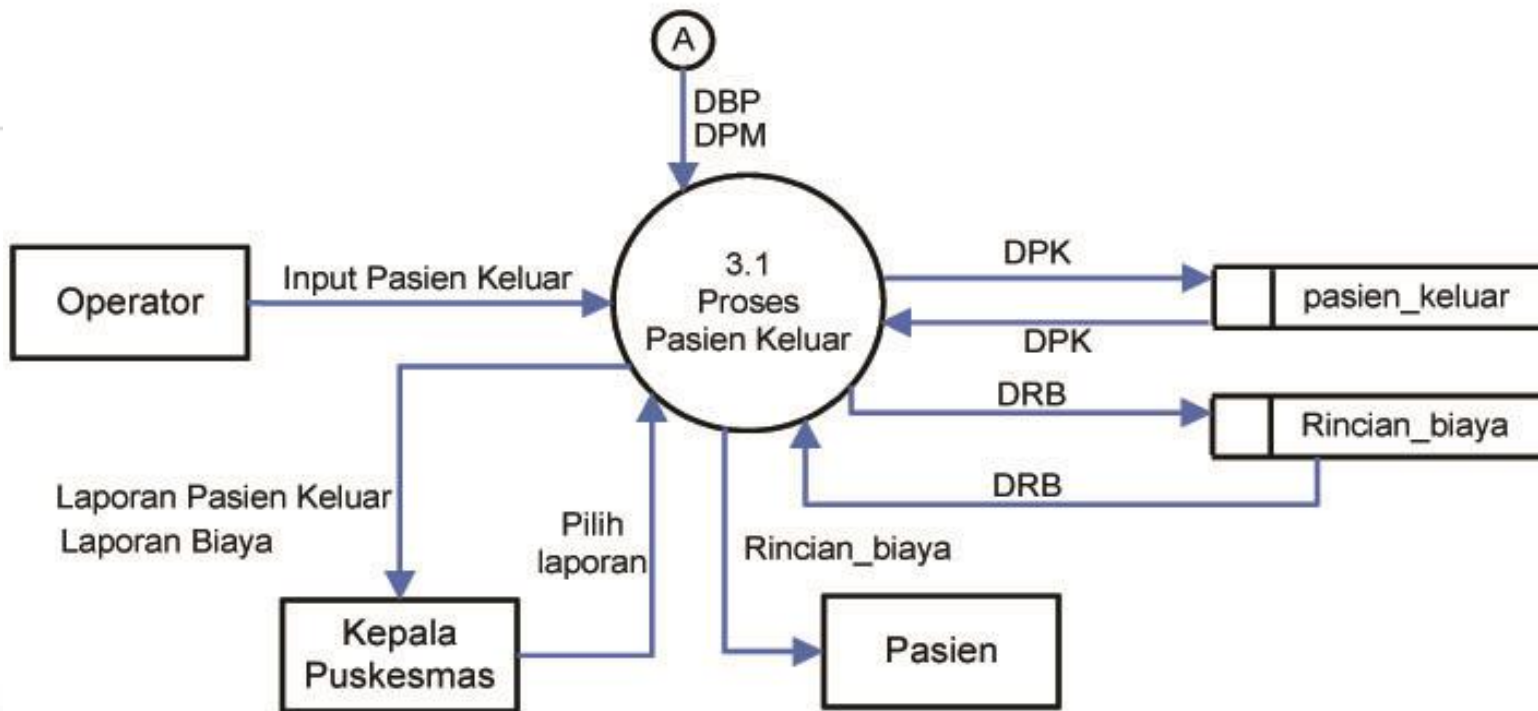 A
DBP
DPM
3.1
Proses
Pasien Keluar
Operator
Input Pasien Keluar
DPK
pasien_keluar
DPK
DRB
Rincian_biaya
DRB
Laporan Pasien Keluar
Laporan Biaya
Pilih
laporan
Rincian_biaya
Kepala
Puskesmas
Pasien